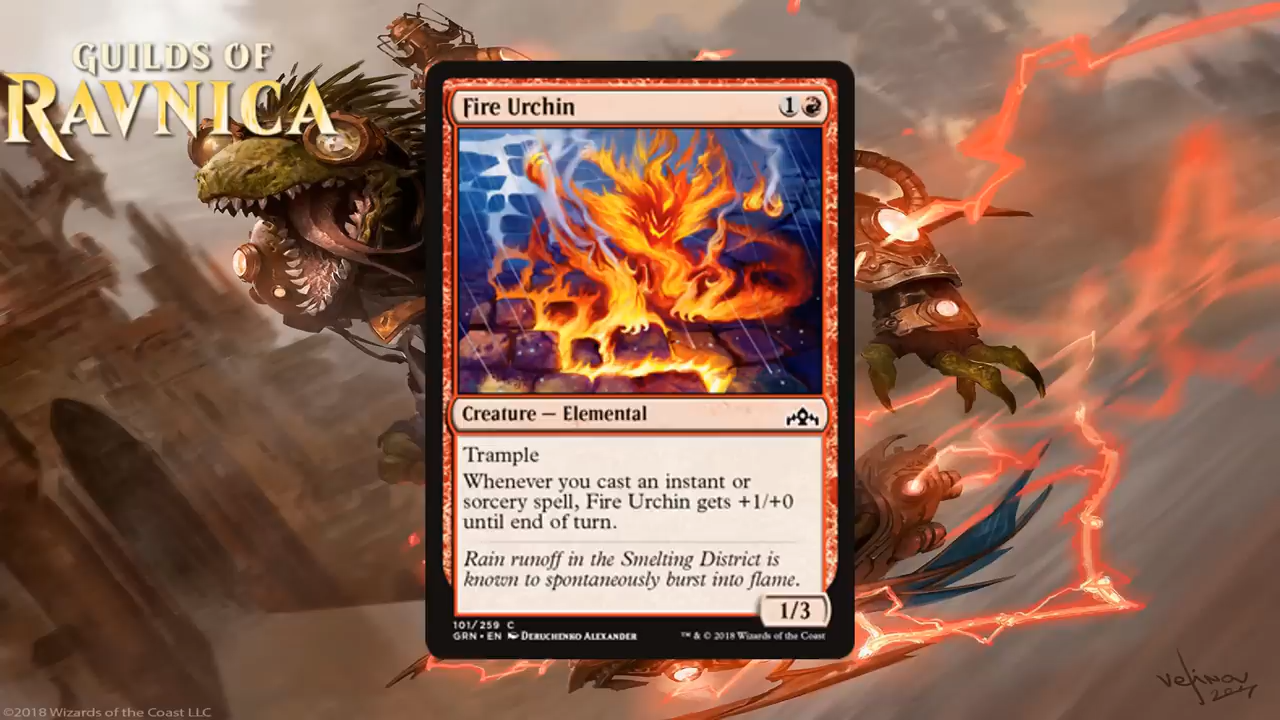 GUILDS OF
RAVNICA
Fire Urchin
1
Creature — Elemental
Trample
Whenever you cast an instant or
sorcery spell, Fire Urchin gets +1/+0
until end of turn.
Rain runoff in the Smelting District is
known to spontaneously burst into flame.
1/3
101/259 C
GRN • EN Deruchenko Alexander
™ & © 2018 Wizards of the Coast
Velinov
©2018 Wizards of the Coast LLC